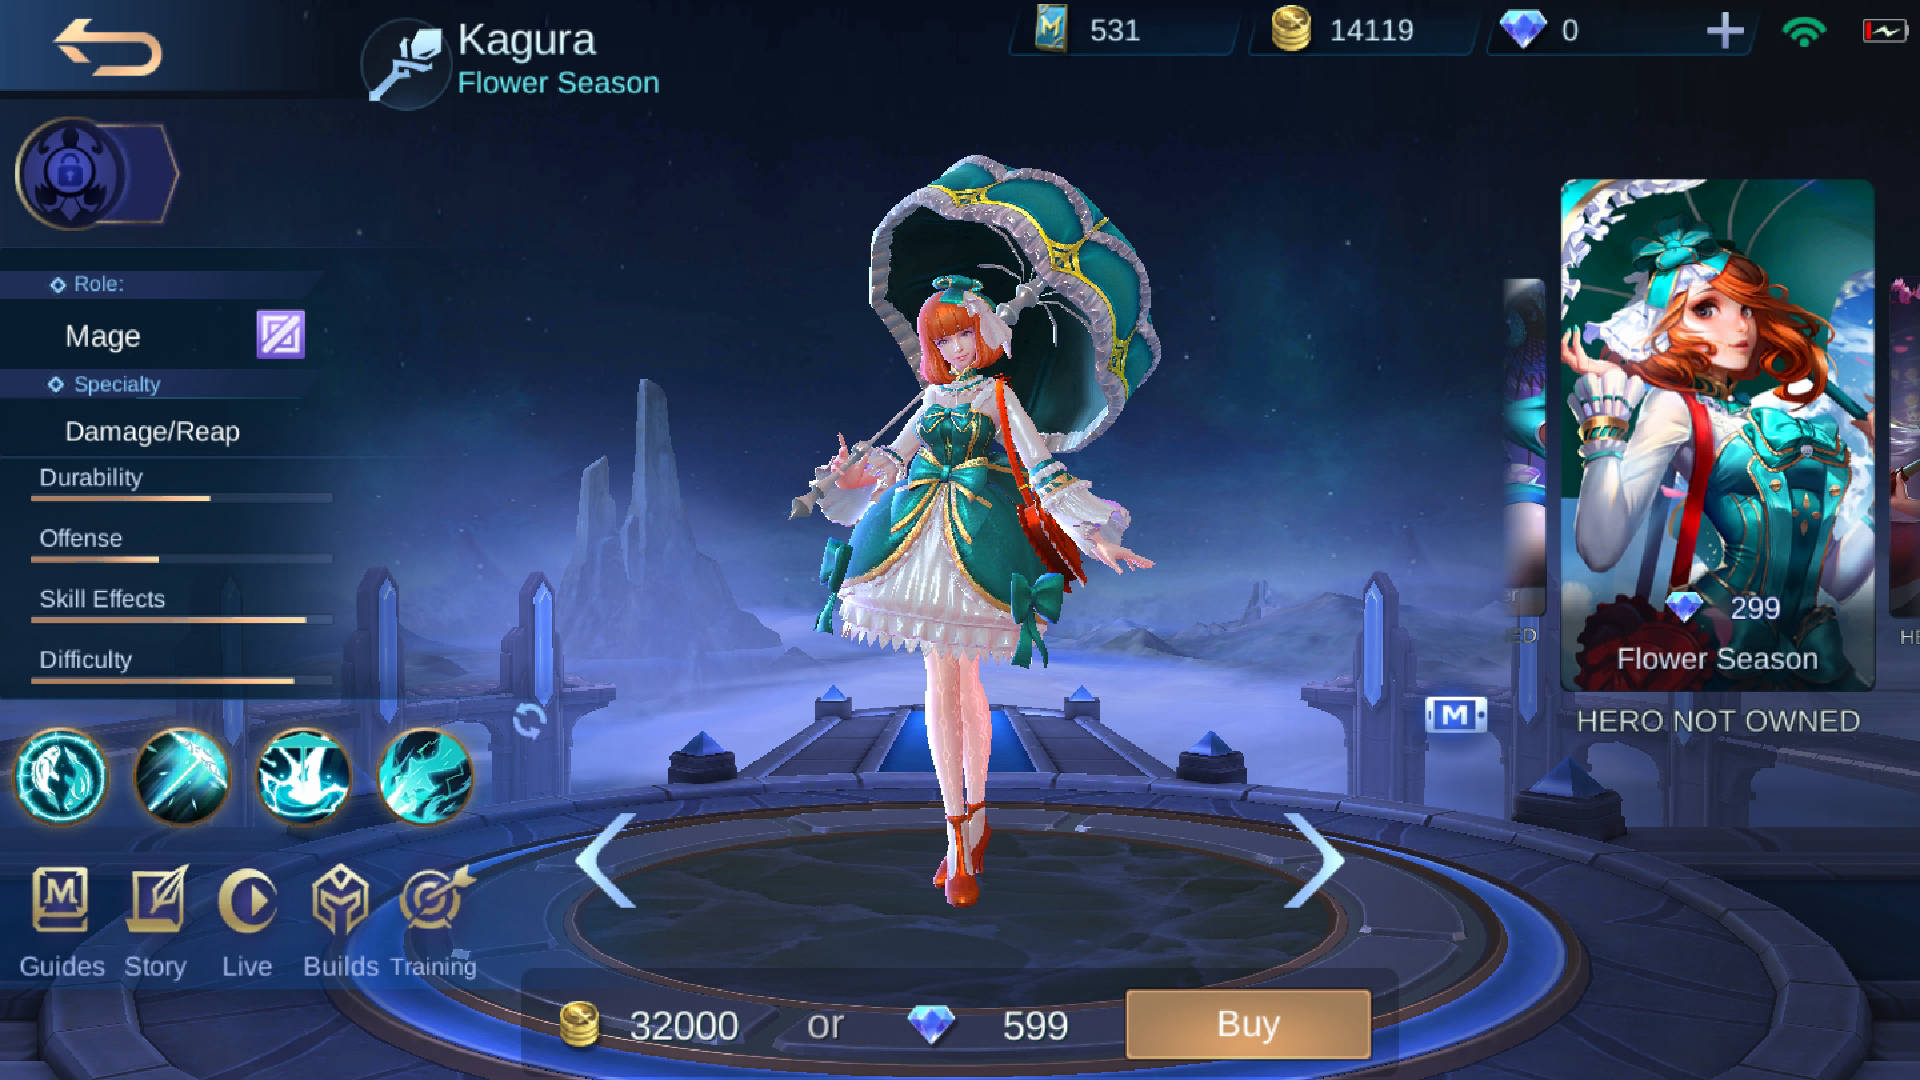 Kagura
Flower Season
531
14119
0
Role:
Mage
Specialty
Damage/Reap
Durability
Offense
Skill Effects
Difficulty
299
Flower Season
M
HERO NOT OWNED
M
Guides
Story
Live
Builds
Training
32000
or
599
Buy